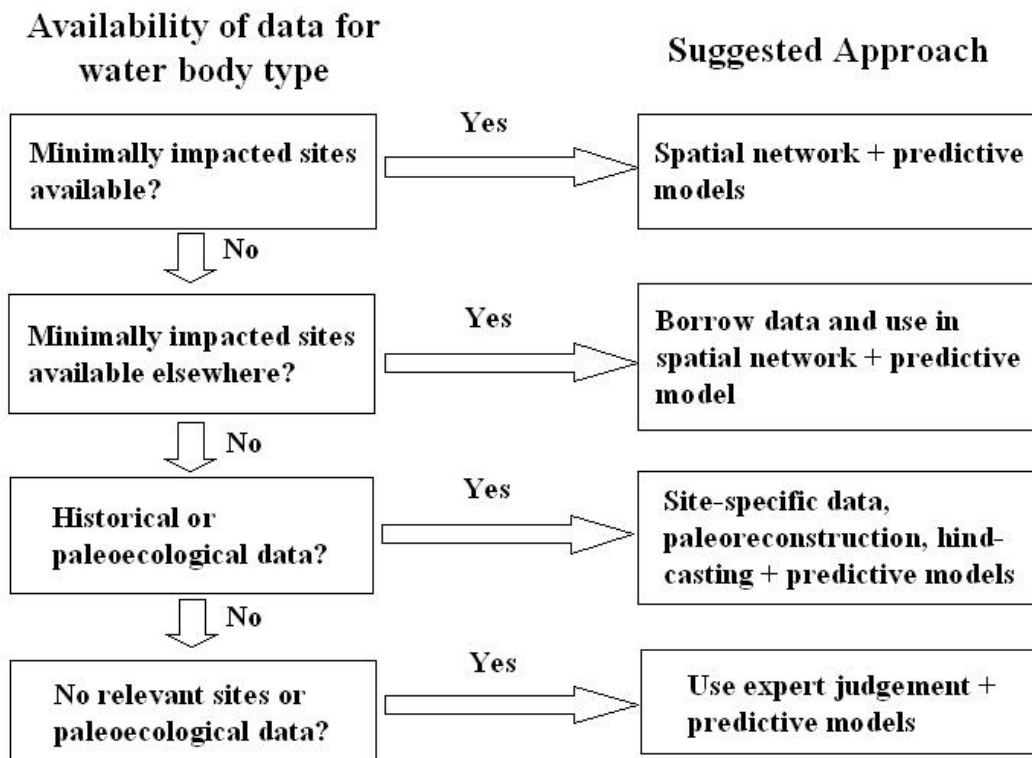 Availability of data for
water body type
Suggested Approach
Minimally impacted sites
available?
Yes
Spatial network + predictive
models
No
Minimally impacted sites
available elsewhere?
Yes
Borrow data and use in
spatial network + predictive
model
No
Historical or
paleoecological data?
Yes
Site-specific data,
paleoreconstruction, hind-
casting + predictive models
No
No relevant sites or
paleoecological data?
Yes
Use expert judgement +
predictive models